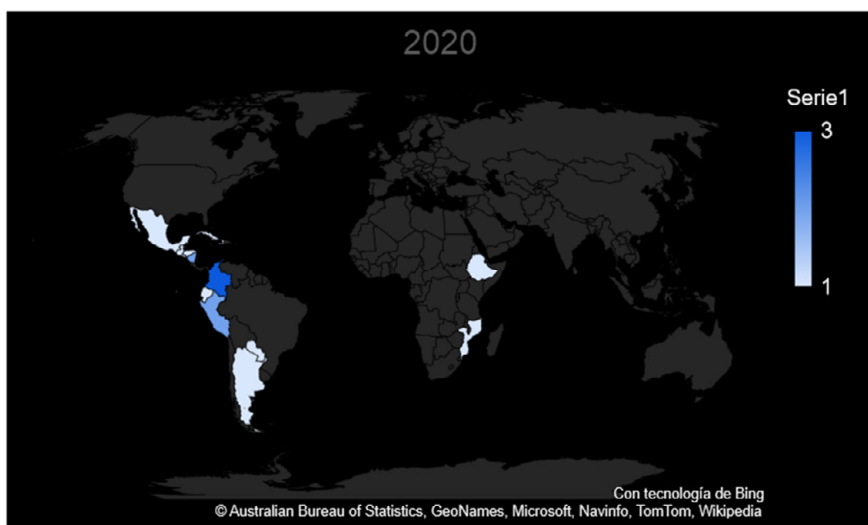 2020
Serie1
3
1
Con tecnología de Bing
© Australian Bureau of Statistics, GeoNames, Microsoft, Navinfo, TomTom, Wikipedia